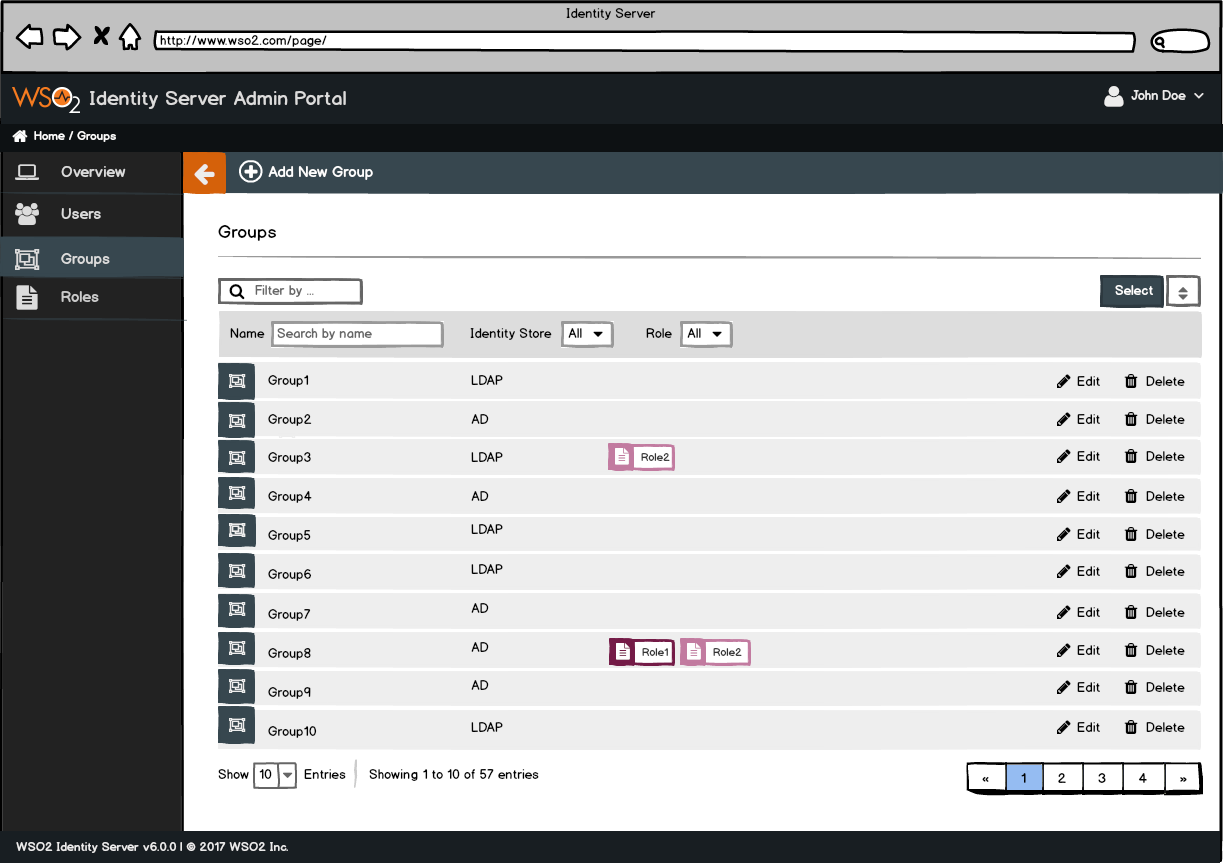 Identity Server
http://www.wso2.com/page/
WSO2 Identity Server Admin Portal
John Doe
Home / Groups
Overview
Add New Group
Users
Groups
Roles
Groups
Filter by ...
Select
Name Search by name Identity Store All Role All
Group1 LDAP Edit Delete
Group2 AD Edit Delete
Group3 LDAP Role2 Edit Delete
Group4 AD Edit Delete
Group5 LDAP Edit Delete
Group6 LDAP Edit Delete
Group7 AD Edit Delete
Group8 AD Role1 Role2 Edit Delete
Group9 AD Edit Delete
Group10 LDAP Edit Delete
Show 10 Entries Showing 1 to 10 of 57 entries
« 1 2 3 4 »
WSO2 Identity Server v6.0.0 | © 2017 WSO2 Inc.